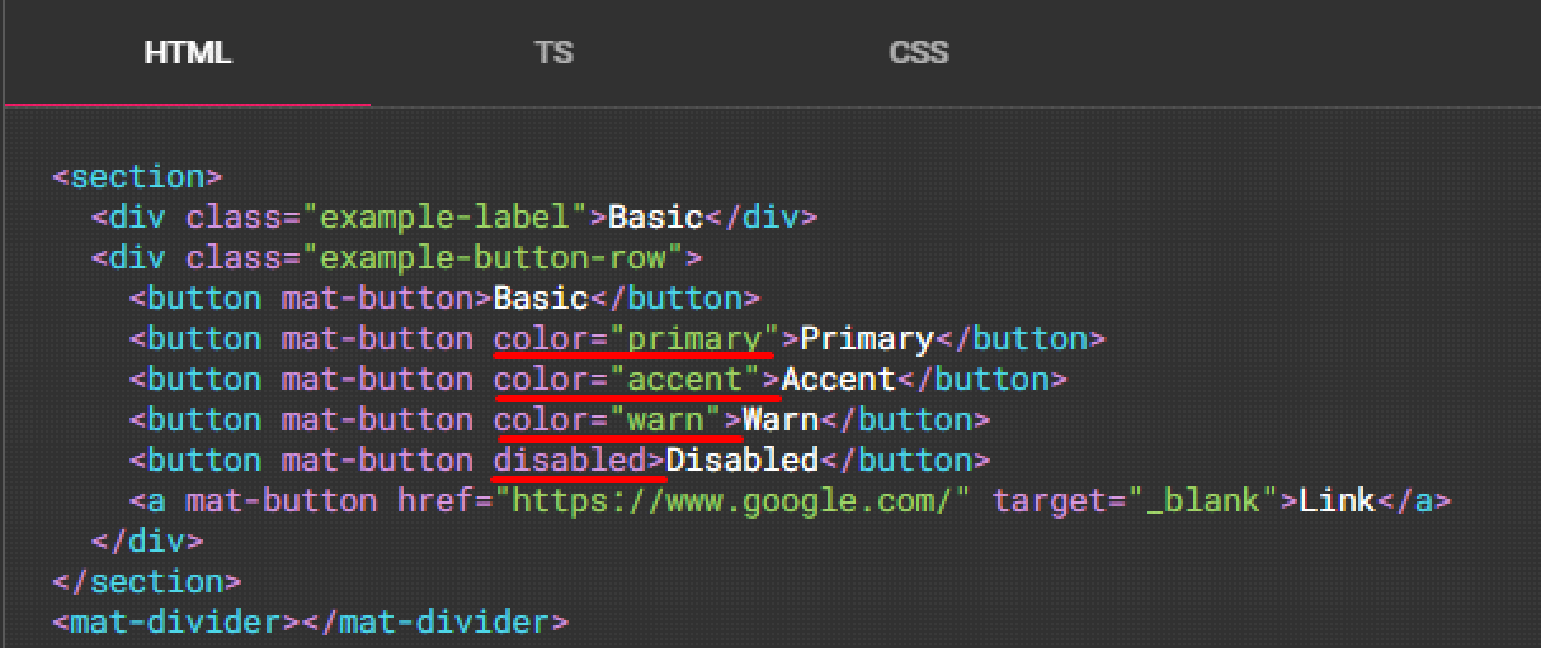 HTML TS CSS
<section>
<div class="example-label">Basic</div>
<div class="example-button-row">
<button mat-button>Basic</button>
<button mat-button color="primary">Primary</button>
<button mat-button color="accent">Accent</button>
<button mat-button color="warn">Warn</button>
<button mat-button disabled>Disabled</button>
<a mat-button href="https://www.google.com/" target="_blank">Link</a>
</div>
</section>
<mat-divider></mat-divider>